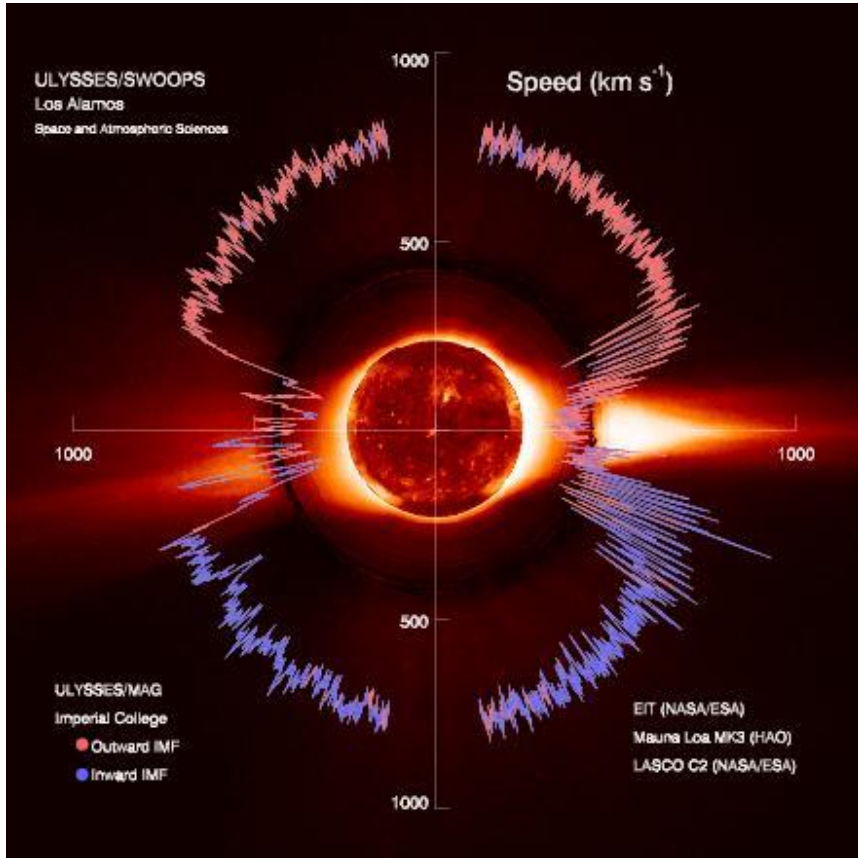 ULYSSES/SWOOPS
Los Alamos
Space and Atmospheric Sciences
Speed (km s⁻¹)
1000
500
1000
1000
500
1000
ULYSSES/MAG
Imperial College
Outward IMF
Inward IMF
EIT (NASA/ESA)
Mauna Loa MK3 (HAO)
LASCO C2 (NASA/ESA)